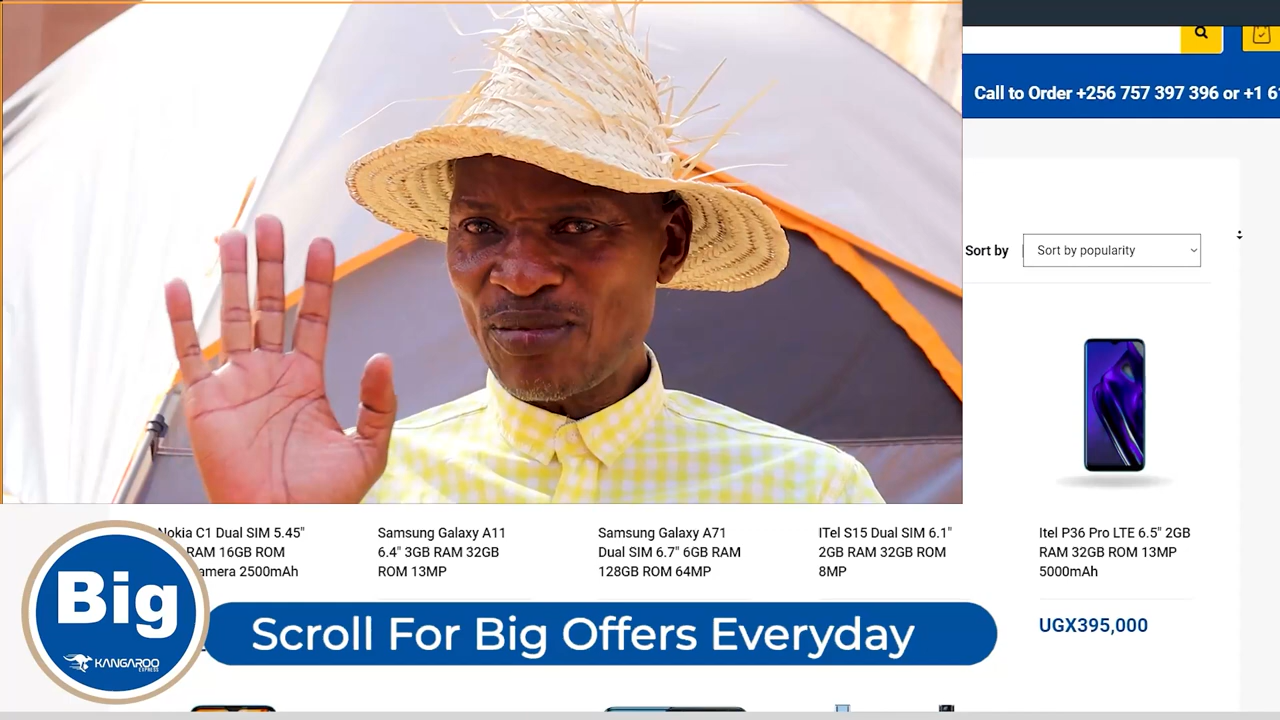 Call to Order +256 757 397 396 or +1 6
Sort by
Sort by popularity
Nokia C1 Dual SIM 5.45"
RAM 16GB ROM
amera 2500mAh
Samsung Galaxy A11
6.4" 3GB RAM 32GB
ROM 13MP
Samsung Galaxy A71
Dual SIM 6.7" 6GB RAM
128GB ROM 64MP
ITel S15 Dual SIM 6.1"
2GB RAM 32GB ROM
8MP
Itel P36 Pro LTE 6.5" 2GB
RAM 32GB ROM 13MP
5000mAh
UGX395,000
Big
KANGAROO
EXPRESS
Scroll For Big Offers Everyday